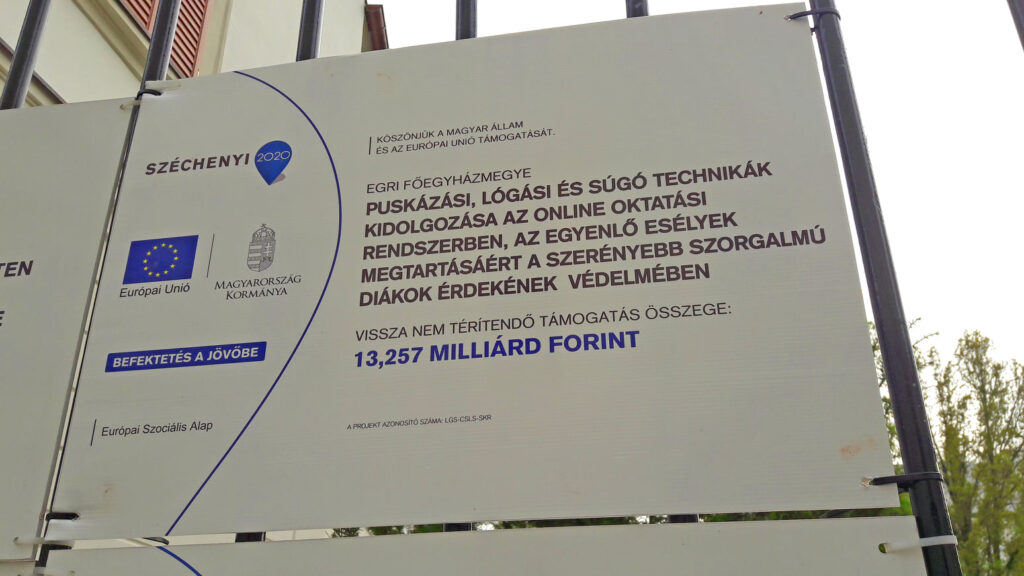 TEN
E
SZÉCHENYI 2020
Európai Unió
MAGYARORSZÁG
KORMÁNYA
BEFEKTETÉS A JÖVŐBE
Európai Szociális Alap
KÖSZÖNJÜK A MAGYAR ÁLLAM
ÉS AZ EURÓPAI UNIÓ TÁMOGATÁSÁT.
EGRI FŐEGYHÁZMEGYE
PUSKÁZÁSI, LÓGÁSI ÉS SÚGÓ TECHNIKÁK
KIDOLGOZÁSA AZ ONLINE OKTATÁSI
RENDSZERBEN, AZ EGYENLŐ ESÉLYEK
MEGTARTÁSÁÉRT A SZERÉNYEBB SZORGALMÚ
DIÁKOK ÉRDEKÉNEK VÉDELMÉBEN
VISSZA NEM TÉRÍTENDŐ TÁMOGATÁS ÖSSZEGE:
13,257 MILLIÁRD FORINT
A PROJEKT AZONOSÍTÓ SZÁMA: LGS-CSLS-SKR